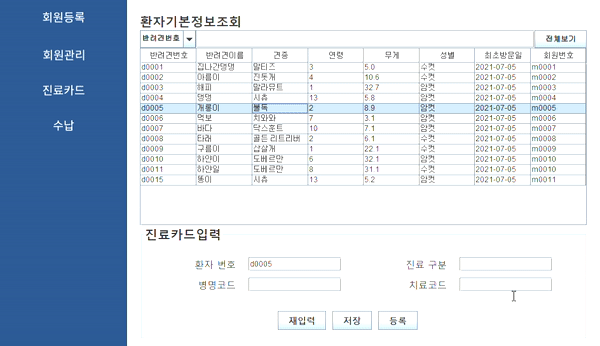 회원등록
회원관리
진료카드
수납
환자기본정보조회
반려견번호 전체보기
반려견번호 반려견이름 견종 연령 무게 성별 최초방문일 회원번호
d0001 집나간멍멍 말티즈 3 5.0 수컷 2021-07-05 m0001
d0002 아름이 진돗개 4 10.6 수컷 2021-07-05 m0002
d0003 해피 말라뮤트 1 32.7 암컷 2021-07-05 m0003
d0004 멍멍 시츄 13 5.8 암컷 2021-07-05 m0004
d0005 개똘이 불독 2 8.9 암컷 2021-07-05 m0005
d0006 먹보 치와와 7 3.1 암컷 2021-07-05 m0006
d0007 바다 닥스훈트 10 7.1 암컷 2021-07-05 m0007
d0008 타래 골든리트리버 2 6.1 수컷 2021-07-05 m0008
d0009 구름이 삽살개 1 22.1 수컷 2021-07-05 m0009
d0010 하얀이 도베르만 6 32.1 암컷 2021-07-05 m0010
d0011 하얀일 도베르만 8 31.1 수컷 2021-07-05 m0010
d0015 똥이 시츄 13 5.2 암컷 2021-07-05 m0011
진료카드입력
환자 번호 d0005 진료 구분
병명코드 치료코드
재입력 저장 등록